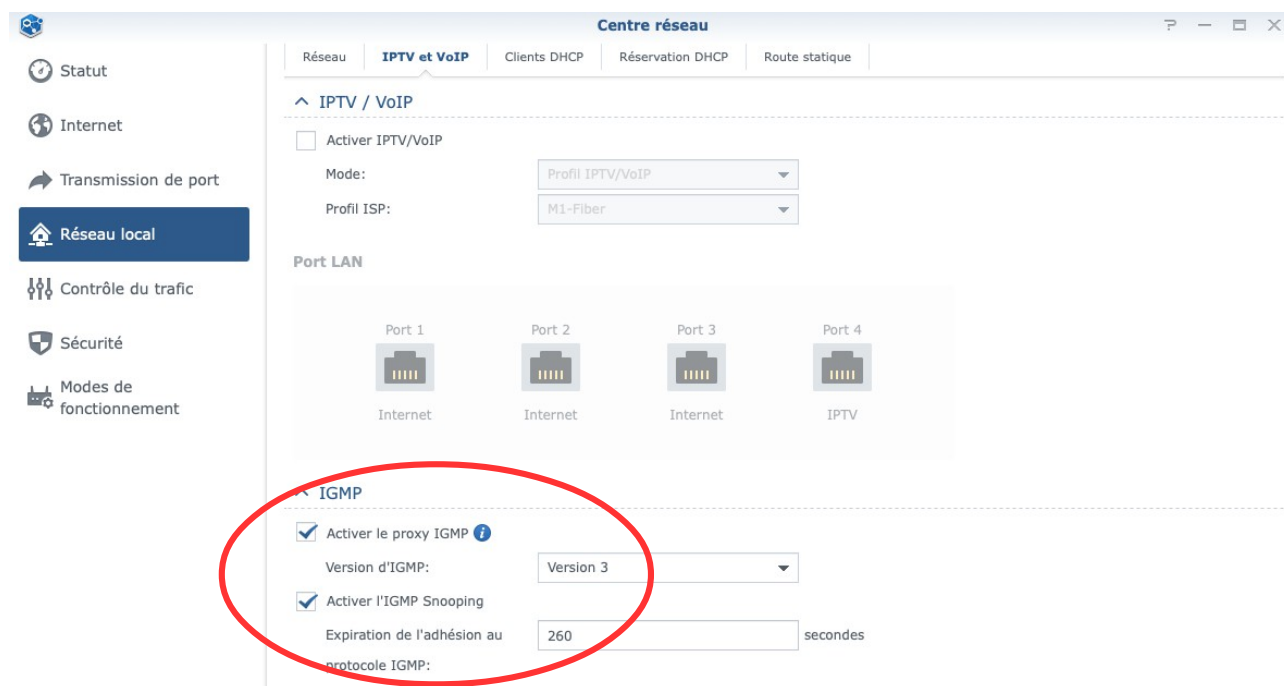 Centre réseau
Statut
Internet
Transmission de port
Réseau local
Contrôle du trafic
Sécurité
Modes de
fonctionnement
Réseau
IPTV et VoIP
Clients DHCP
Réservation DHCP
Route statique
IPTV / VoIP
Activer IPTV/VoIP
Mode:
Profil IPTV/VoIP
Profil ISP:
M1-Fiber
Port LAN
Port 1
Port 2
Port 3
Port 4
Internet
Internet
Internet
IPTV
IGMP
Activer le proxy IGMP
Version d'IGMP:
Version 3
Activer l'IGMP Snooping
Expiration de l'adhésion au
protocole IGMP:
260
secondes